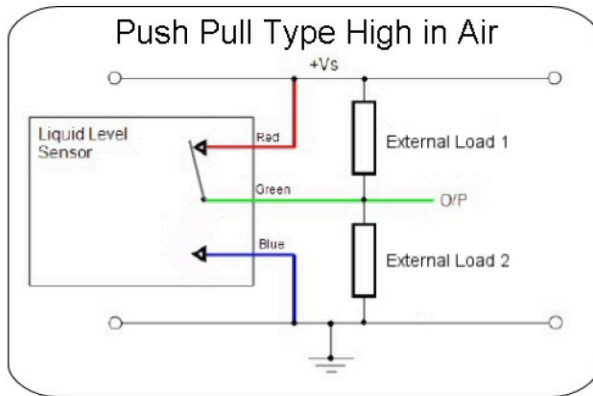 Push Pull Type High in Air
+Vs
Liquid Level
Sensor
Red
External Load 1
Green
O/P
Blue
External Load 2